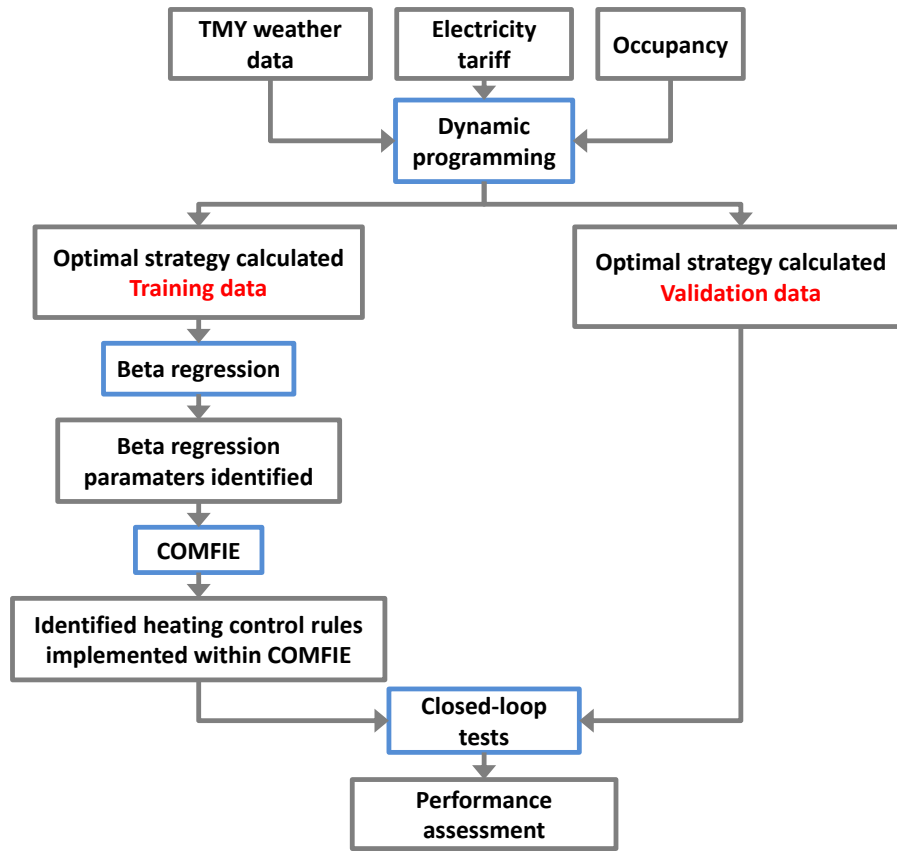 TMY weather
data
Electricity
tariff
Occupancy
Dynamic
programming
Optimal strategy calculated
Training data
Optimal strategy calculated
Validation data
Beta regression
Beta regression
paramaters identified
COMFIE
Identified heating control rules
implemented within COMFIE
Closed-loop
tests
Performance
assessment